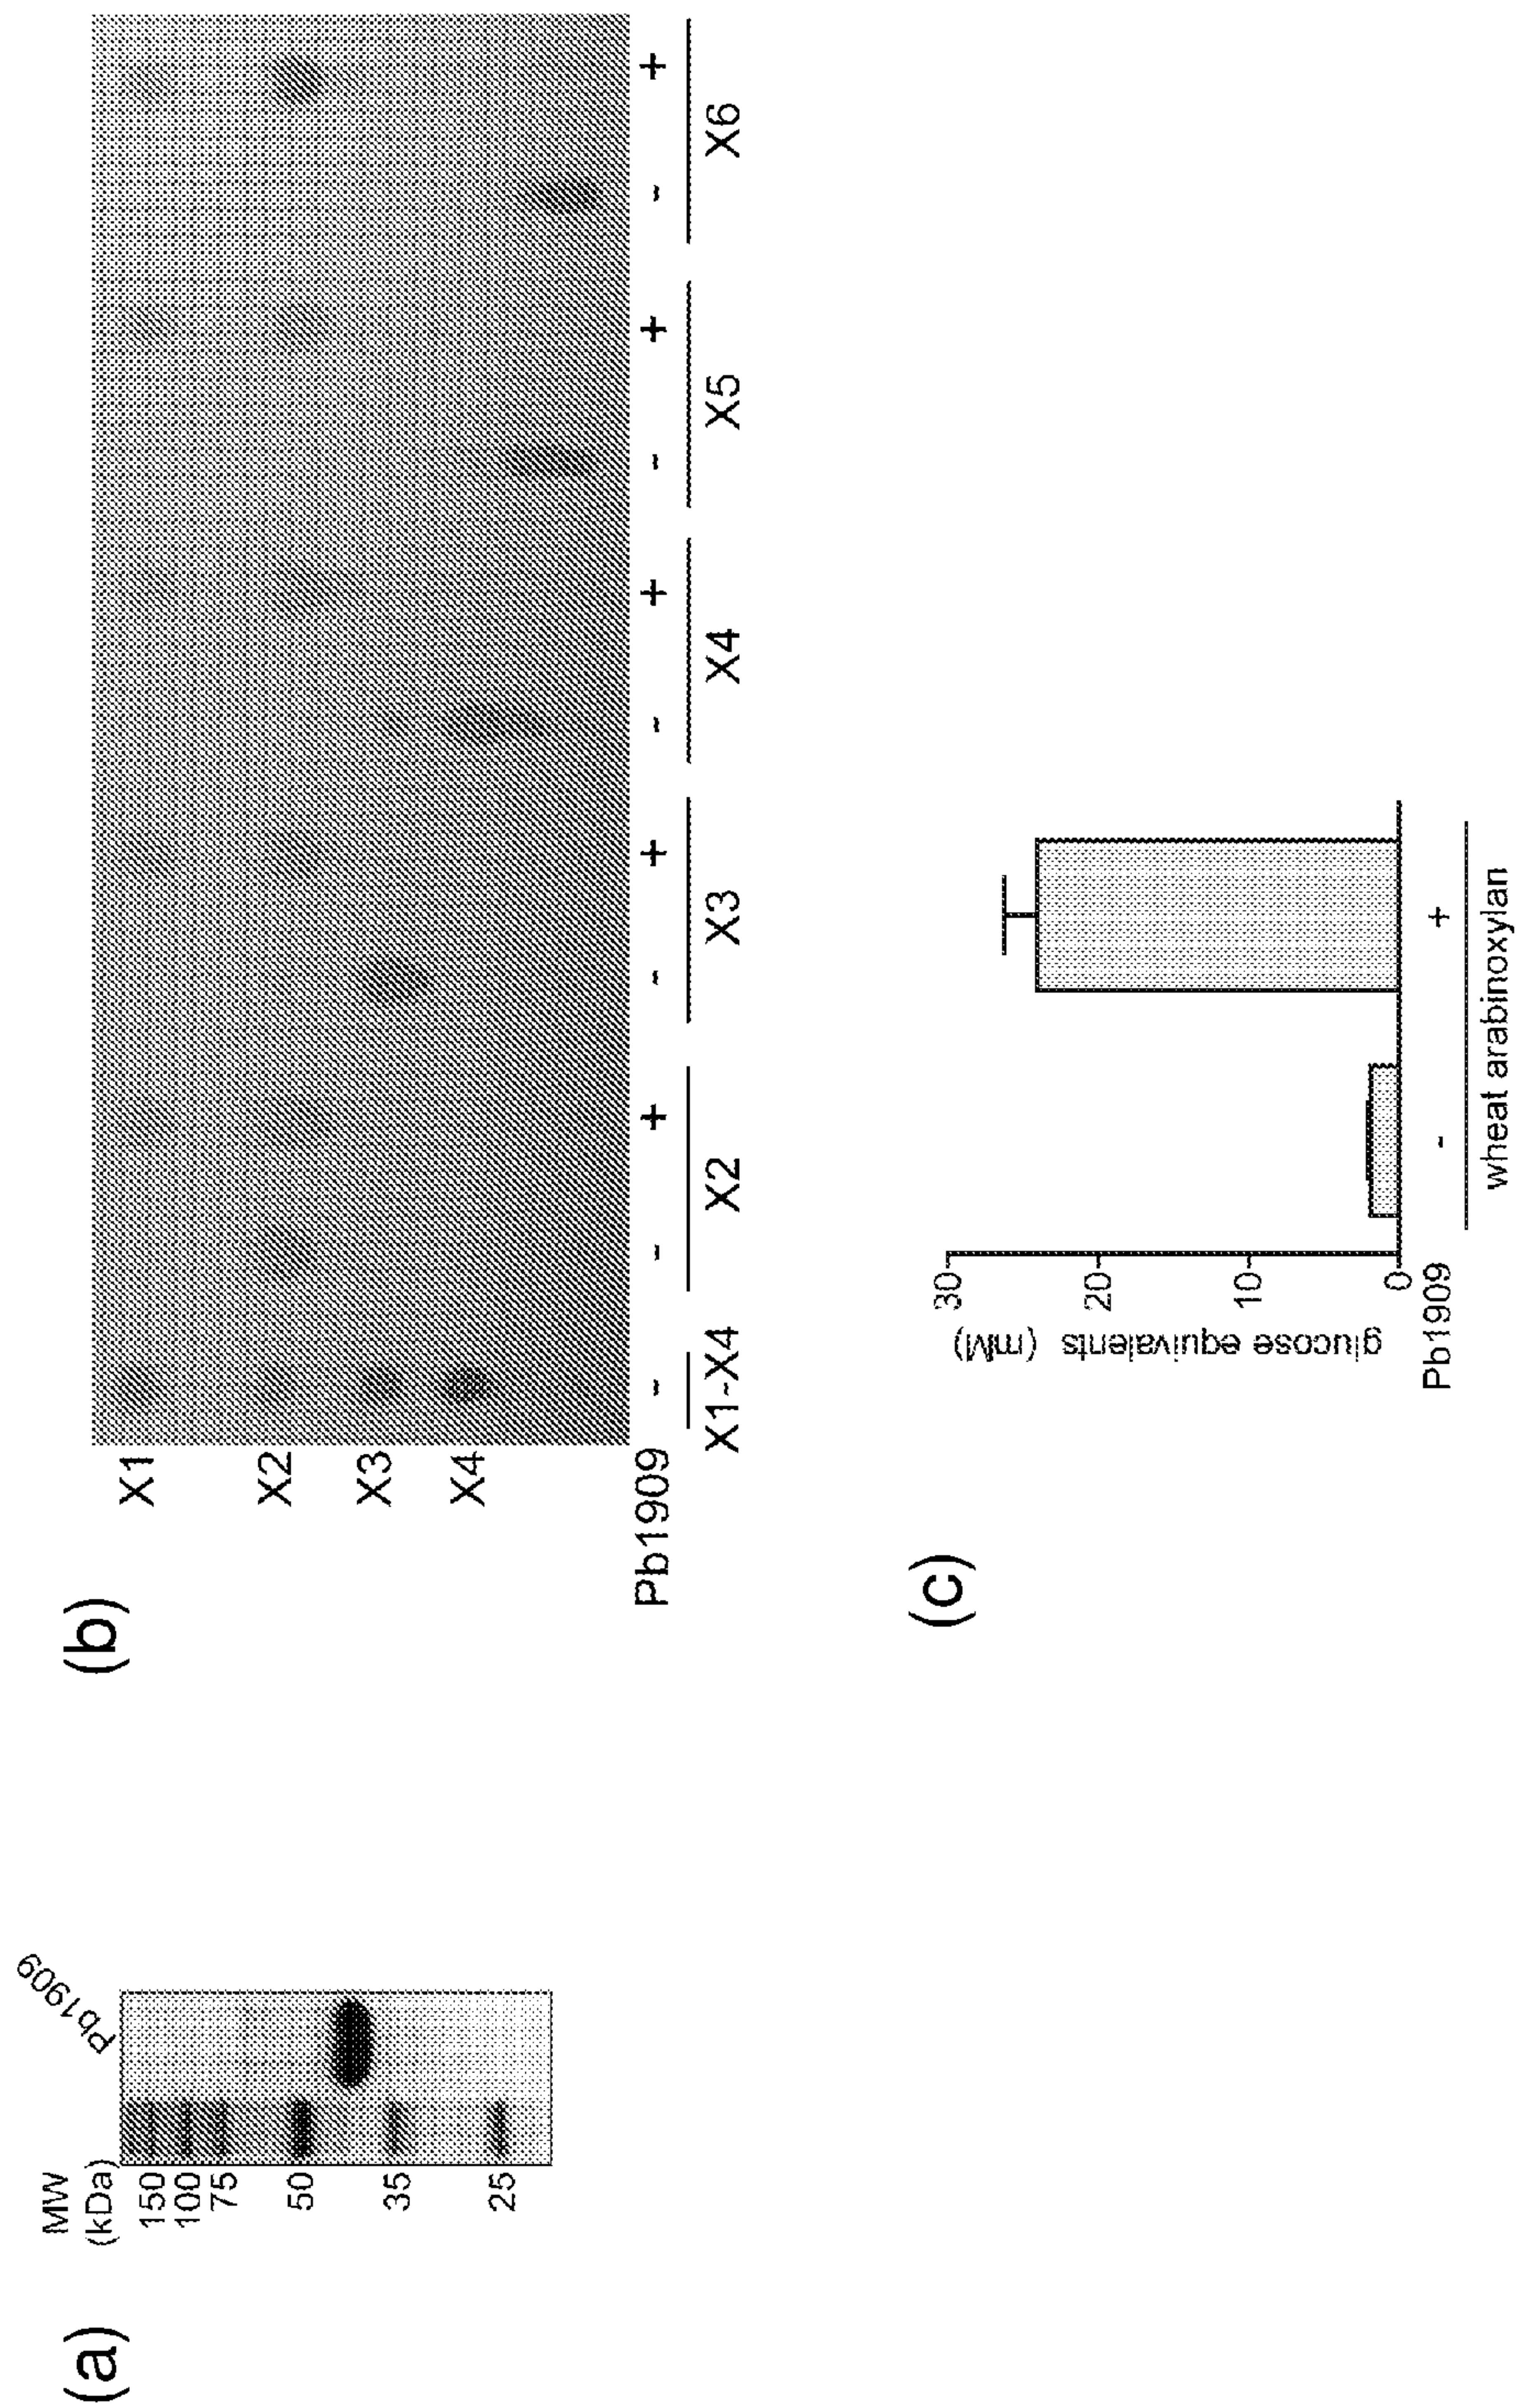 (a)
MW
(kDa)
150
100
75
50
35
25
Pb1909
(b)
X1
X2
X3
X4
Pb1909 - - + - + - + - + - +
X1~X4 X2 X3 X4 X5 X6
(c)
glucose equivalents (mM)
30
20
10
0
Pb1909 - +
wheat arabinoxylan